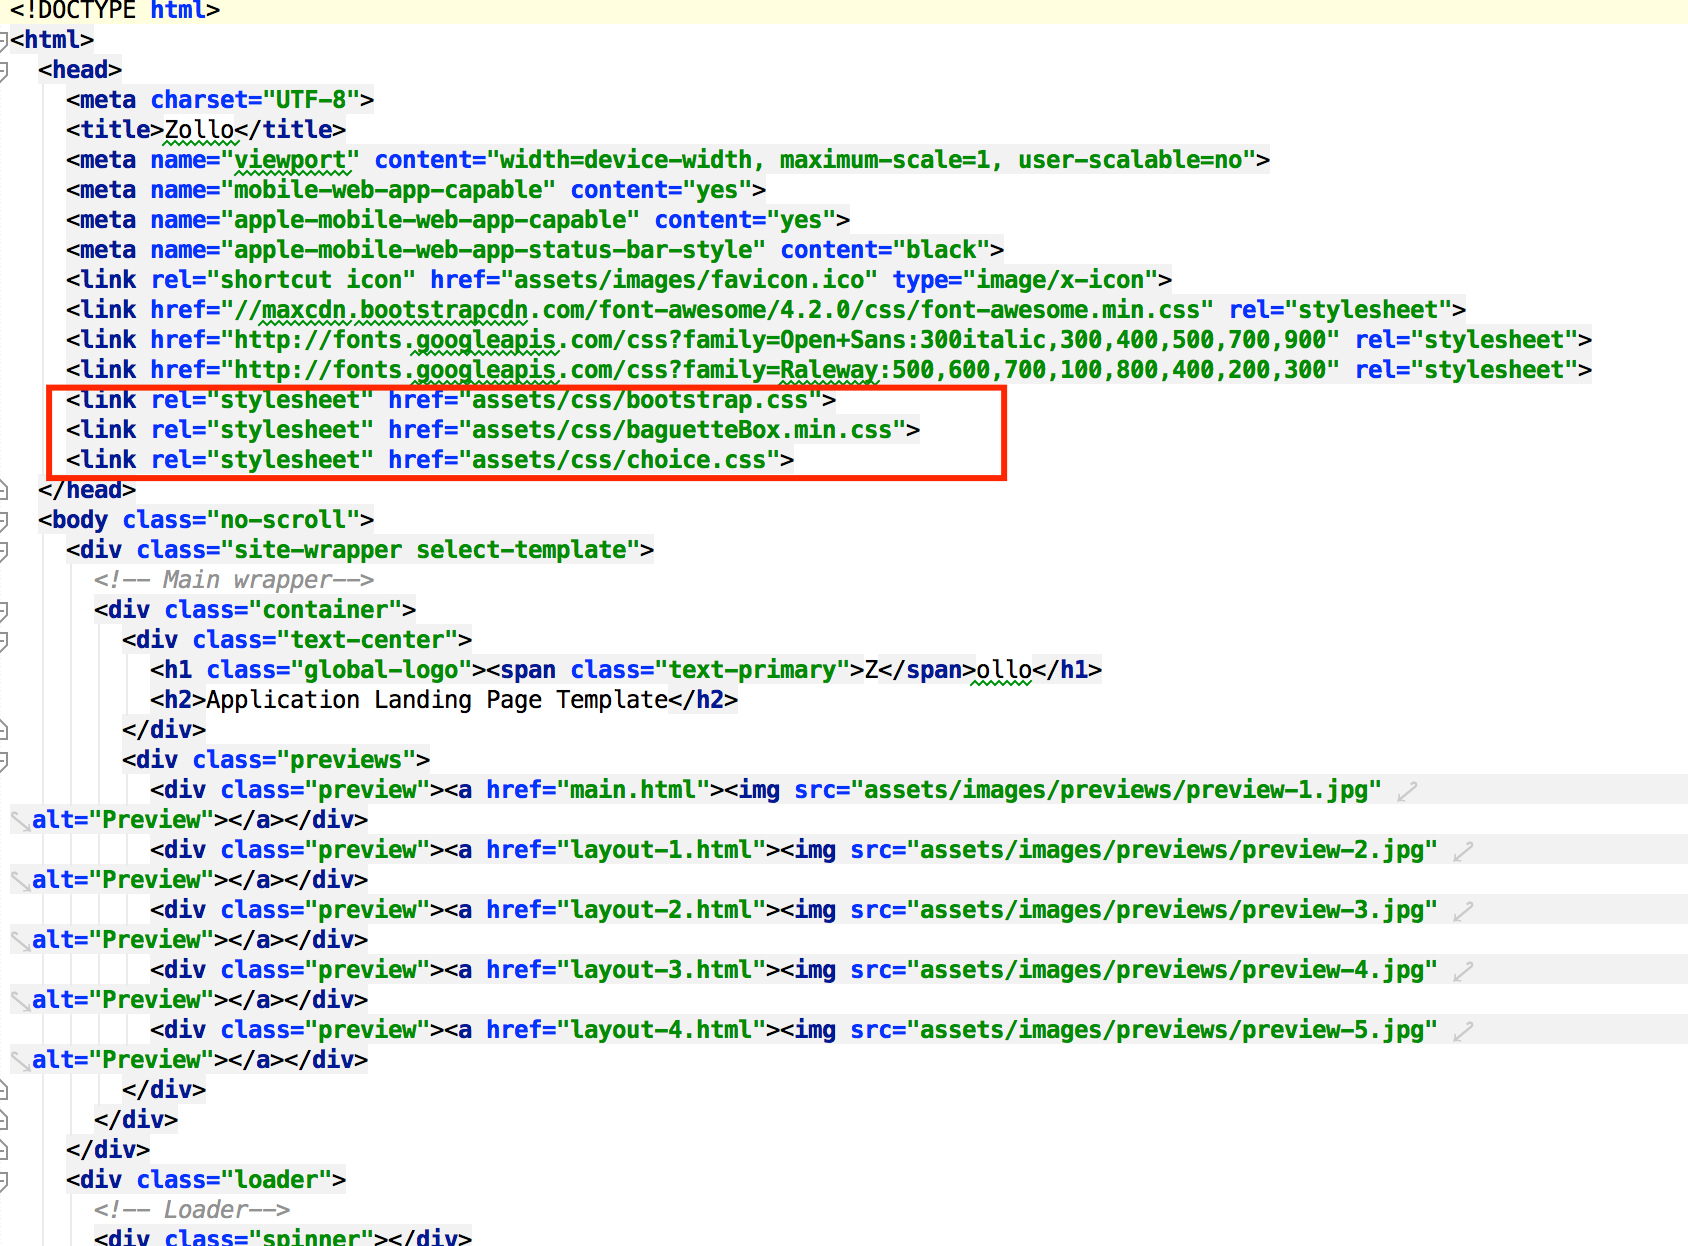 <!DOCTYPE html>
<html>
<head>
<meta charset="UTF-8">
<title>Zollo</title>
<meta name="viewport" content="width=device-width, maximum-scale=1, user-scalable=no">
<meta name="mobile-web-app-capable" content="yes">
<meta name="apple-mobile-web-app-capable" content="yes">
<meta name="apple-mobile-web-app-status-bar-style" content="black">
<link rel="shortcut icon" href="assets/images/favicon.ico" type="image/x-icon">
<link href="//maxcdn.bootstrapcdn.com/font-awesome/4.2.0/css/font-awesome.min.css" rel="stylesheet">
<link href="http://fonts.googleapis.com/css?family=Open+Sans:300italic,300,400,500,700,900" rel="stylesheet">
<link href="http://fonts.googleapis.com/css?family=Raleway:500,600,700,100,800,400,200,300" rel="stylesheet">
<link rel="stylesheet" href="assets/css/bootstrap.css">
<link rel="stylesheet" href="assets/css/baguetteBox.min.css">
<link rel="stylesheet" href="assets/css/choice.css">
</head>
<body class="no-scroll">
<div class="site-wrapper select-template">
<!-- Main wrapper-->
<div class="container">
<div class="text-center">
<h1 class="global-logo"><span class="text-primary">Z</span>ollo</h1>
<h2>Application Landing Page Template</h2>
</div>
<div class="previews">
<div class="preview"><a href="main.html"><img src="assets/images/previews/preview-1.jpg"
alt="Preview"></a></div>
<div class="preview"><a href="layout-1.html"><img src="assets/images/previews/preview-2.jpg"
alt="Preview"></a></div>
<div class="preview"><a href="layout-2.html"><img src="assets/images/previews/preview-3.jpg"
alt="Preview"></a></div>
<div class="preview"><a href="layout-3.html"><img src="assets/images/previews/preview-4.jpg"
alt="Preview"></a></div>
<div class="preview"><a href="layout-4.html"><img src="assets/images/previews/preview-5.jpg"
alt="Preview"></a></div>
</div>
</div>
</div>
<div class="loader">
<!-- Loader-->
<div class="spinner"></div>